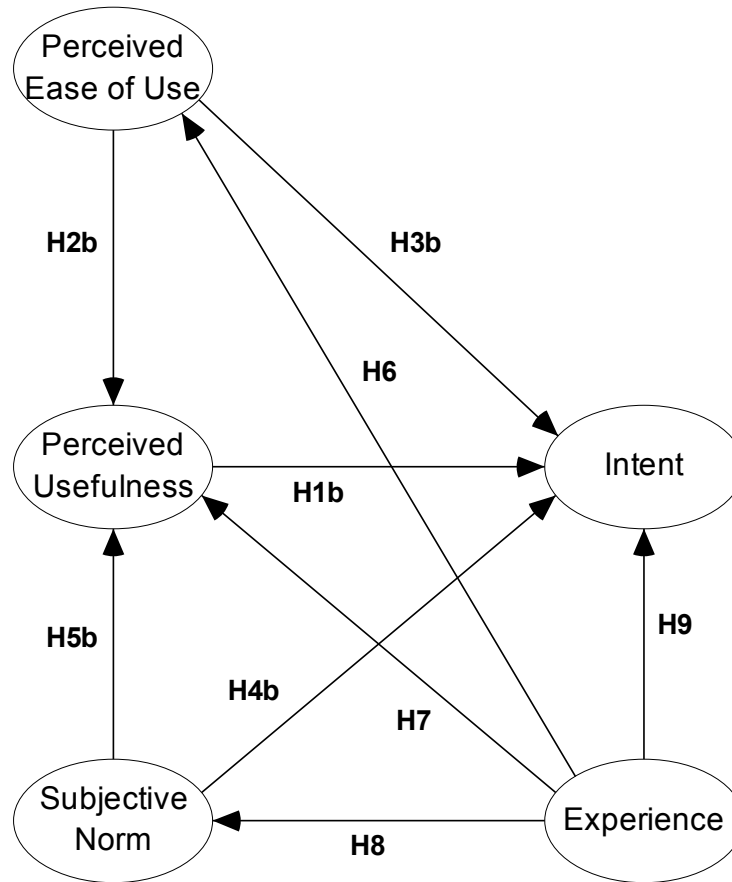 Perceived
Ease of Use
H2b
H3b
H6
Perceived
Usefulness
H1b
Intent
H5b
H4b
H7
H9
Subjective
Norm
H8
Experience